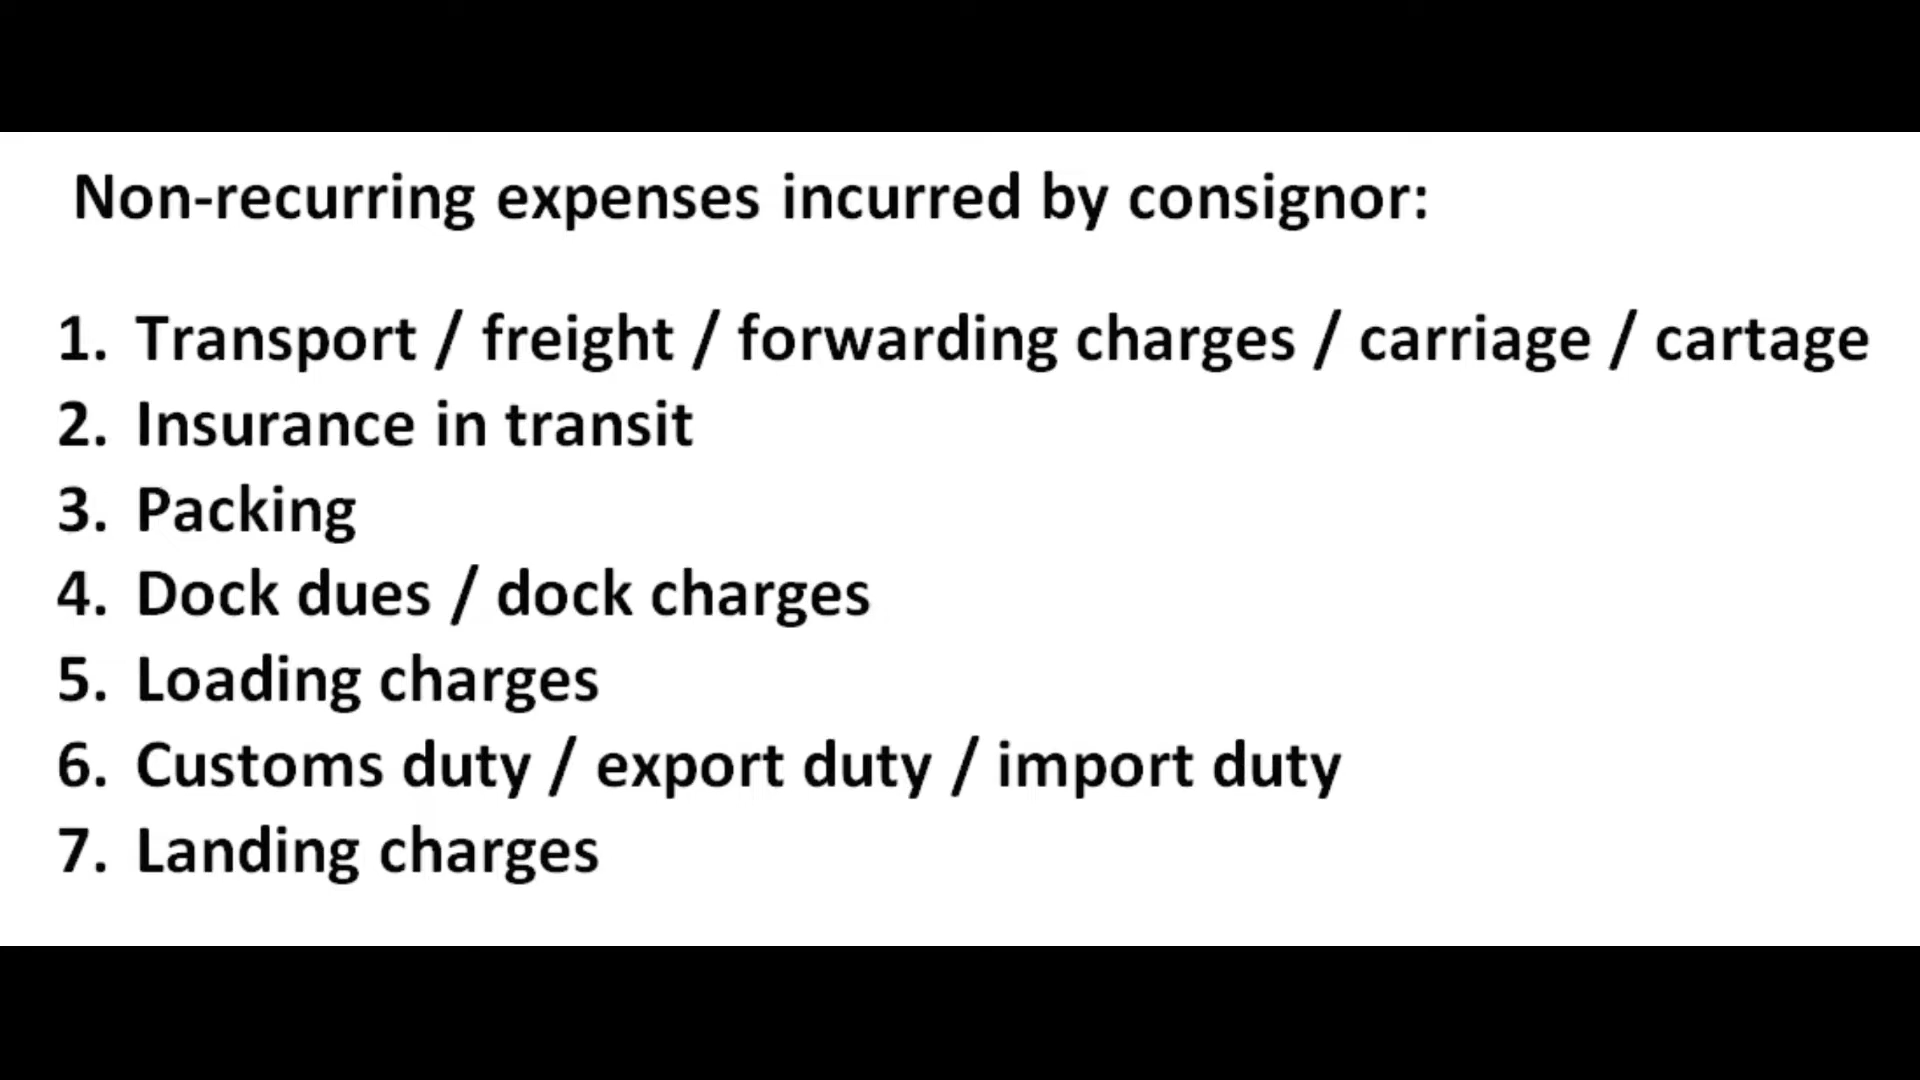 Non-recurring expenses incurred by consignor:
1. Transport / freight / forwarding charges / carriage / cartage
2. Insurance in transit
3. Packing
4. Dock dues / dock charges
5. Loading charges
6. Customs duty / export duty / import duty
7. Landing charges